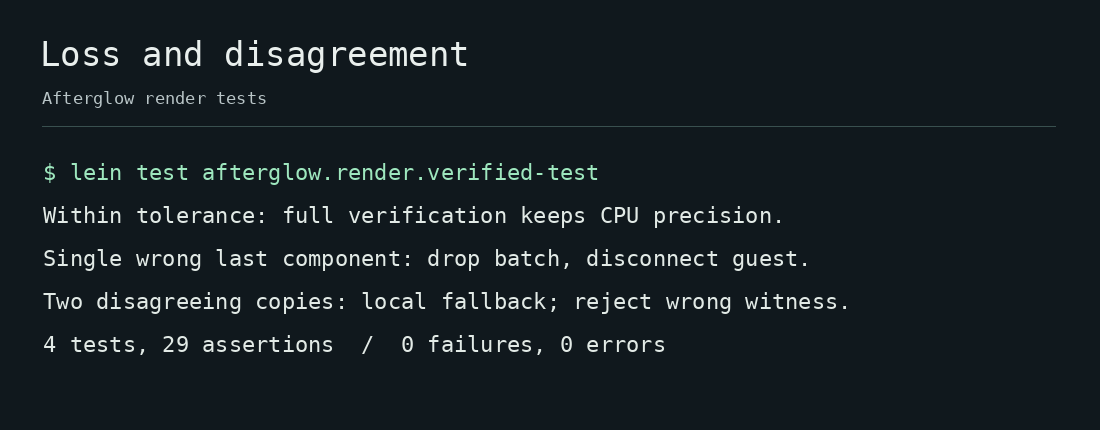 Loss and disagreement
Afterglow render tests
$ lein test afterglow.render.verified-test
Within tolerance: full verification keeps CPU precision.
Single wrong last component: drop batch, disconnect guest.
Two disagreeing copies: local fallback; reject wrong witness.
4 tests, 29 assertions  /  0 failures, 0 errors